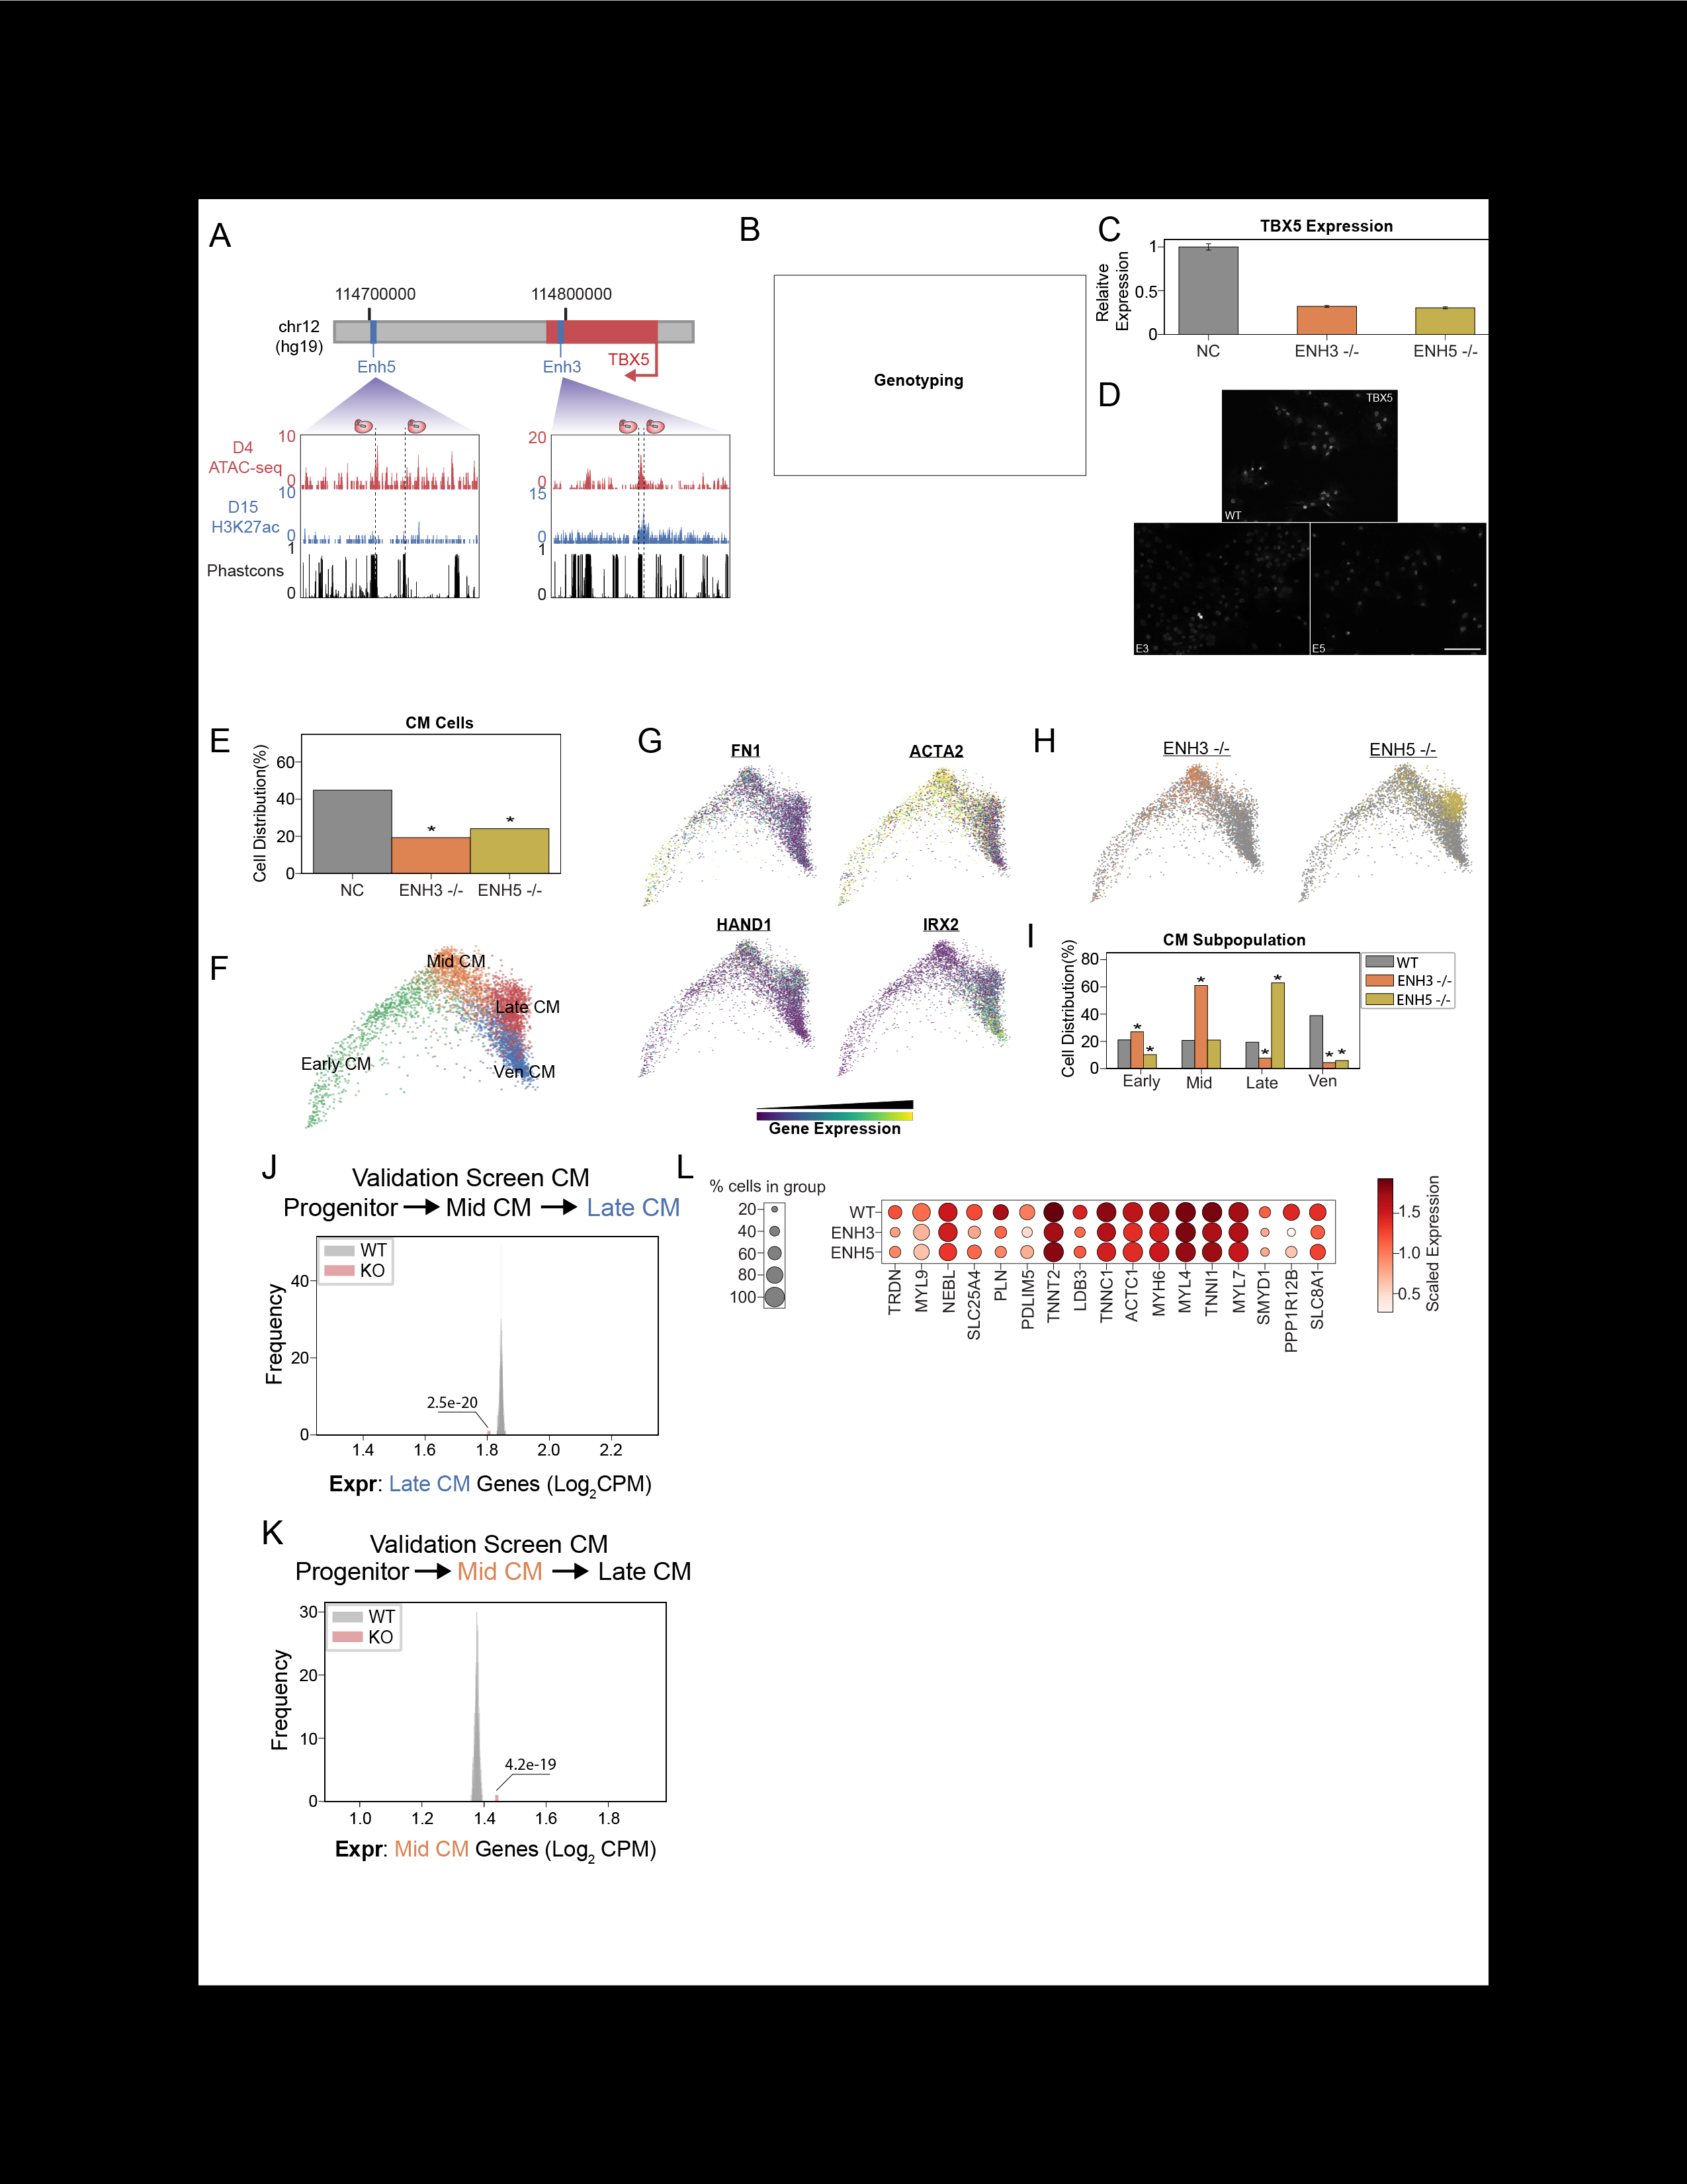 A
114700000
114800000
chr12
(hg19)
Enh5
Enh3
TBX5
D4
ATAC-seq
10
0
20
0
D15
H3K27ac
10
0
15
0
Phastcons
1
0
1
0
B
Genotyping
C
TBX5 Expression
Relaitve
Expression
1
0.5
0
NC
ENH3 -/-
ENH5 -/-
D
TBX5
WT
E3
E5
E
CM Cells
Cell Distribution(%)
60
40
20
0
NC
ENH3 -/-
ENH5 -/-
F
Mid CM
Late CM
Early CM
Ven CM
G
FN1
ACTA2
HAND1
IRX2
Gene Expression
H
ENH3 -/-
ENH5 -/-
I
CM Subpopulation
Cell Distribution(%)
80
60
40
20
0
*
*
*
*
*
*
*
*
*
Early
Mid
Late
Ven
WT
ENH3 -/-
ENH5 -/-
J
Validation Screen CM
Progenitor → Mid CM → Late CM
WT
KO
Frequency
40
20
0
2.5e-20
1.4
1.6
1.8
2.0
2.2
Expr: Late CM Genes (Log2CPM)
K
Validation Screen CM
Progenitor → Mid CM → Late CM
WT
KO
Frequency
30
20
10
0
4.2e-19
1.0
1.2
1.4
1.6
1.8
Expr: Mid CM Genes (Log2 CPM)
L
% cells in group
20
40
60
80
100
WT
ENH3
ENH5
TRDN
MYL9
NEBL
SLC25A4
PLN
PDLIM5
TNNT2
LDB3
TNNC1
ACTC1
MYH6
MYL4
TNNI1
MYL7
SMYD1
PPP1R12B
SLC8A1
1.5
1.0
0.5
Scaled Expression